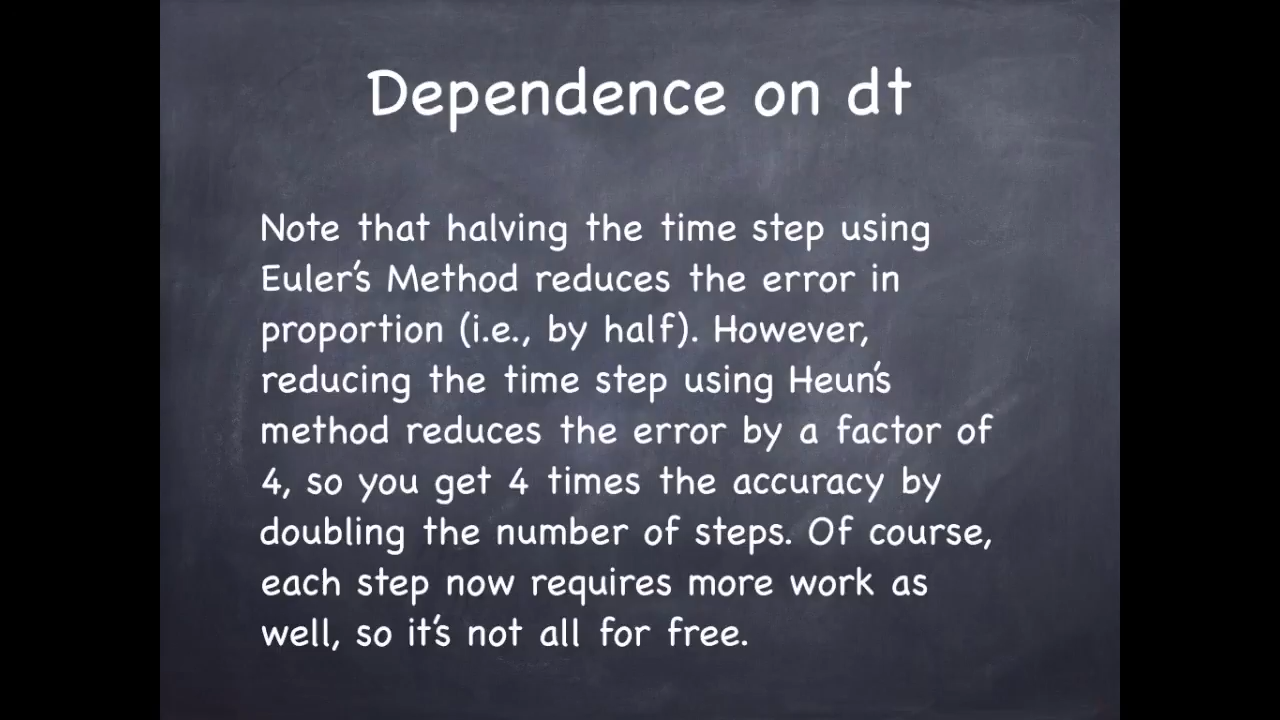 Dependence on dt
Note that halving the time step using
Euler's Method reduces the error in
proportion (i.e., by half). However,
reducing the time step using Heun's
method reduces the error by a factor of
4, so you get 4 times the accuracy by
doubling the number of steps. Of course,
each step now requires more work as
well, so it's not all for free.